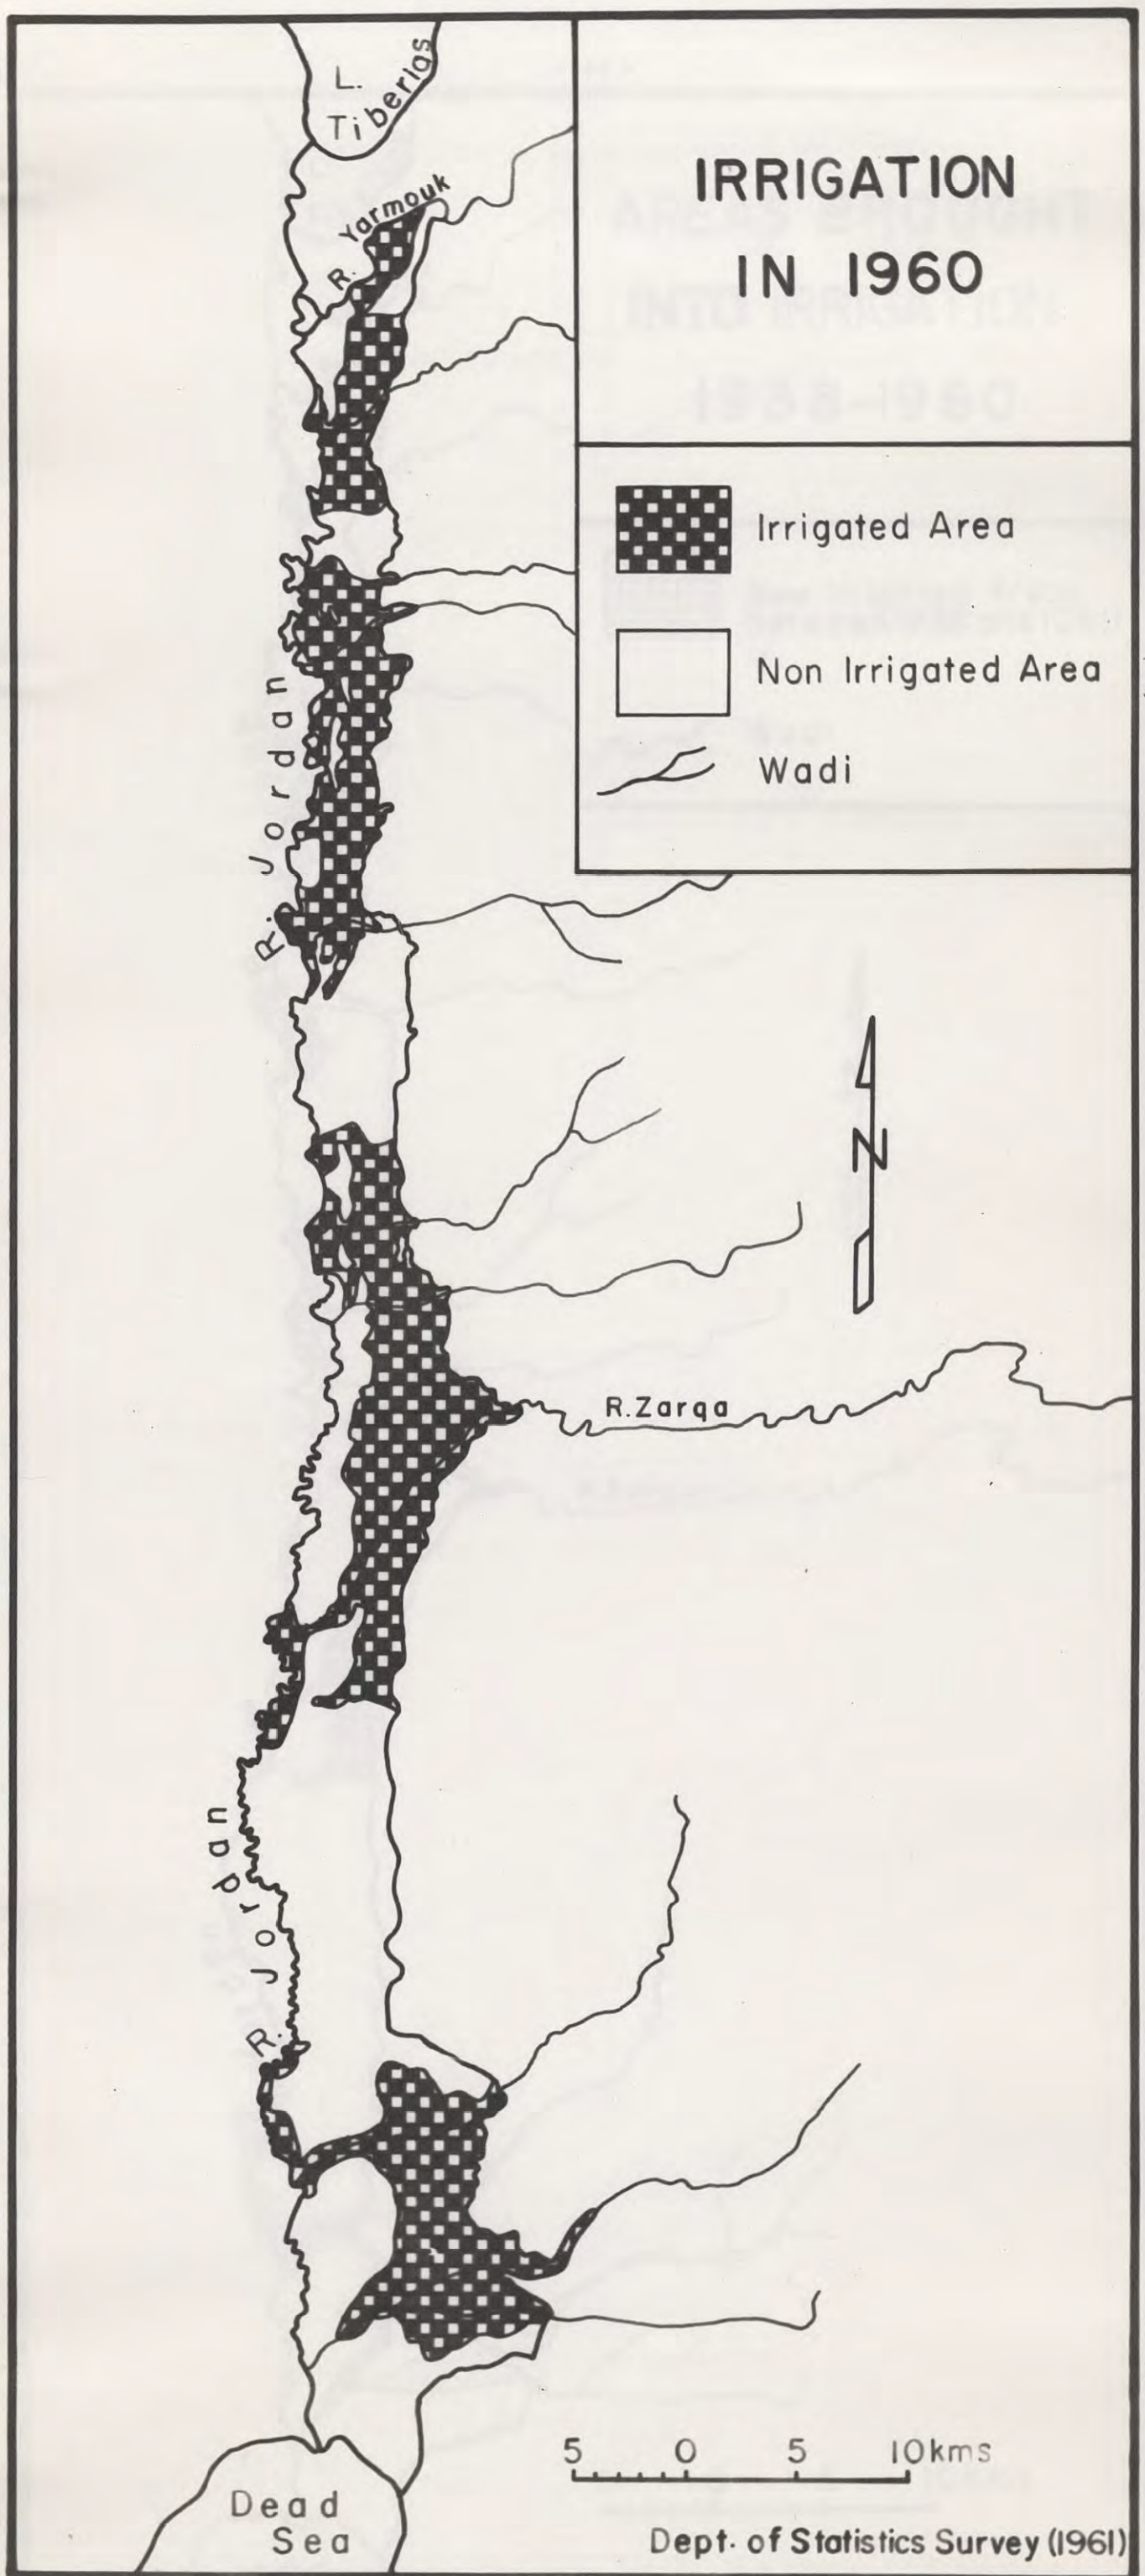 L.
Tiberias
R. Yarmouk
IRRIGATION
IN 1960
Irrigated Area
Non Irrigated Area
Wadi
R. Jordan
N
R. Zarqa
R. Jordan
5 0 5 10kms
Dead
Sea
Dept. of Statistics Survey (1961)